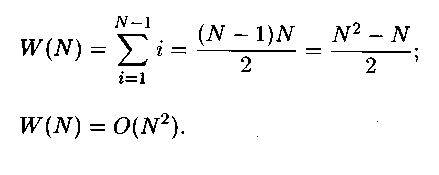 W(N) = \sum_{i=1}^{N-1} i = \frac{(N-1)N}{2} = \frac{N^2 - N}{2};
W(N) = O(N^2).